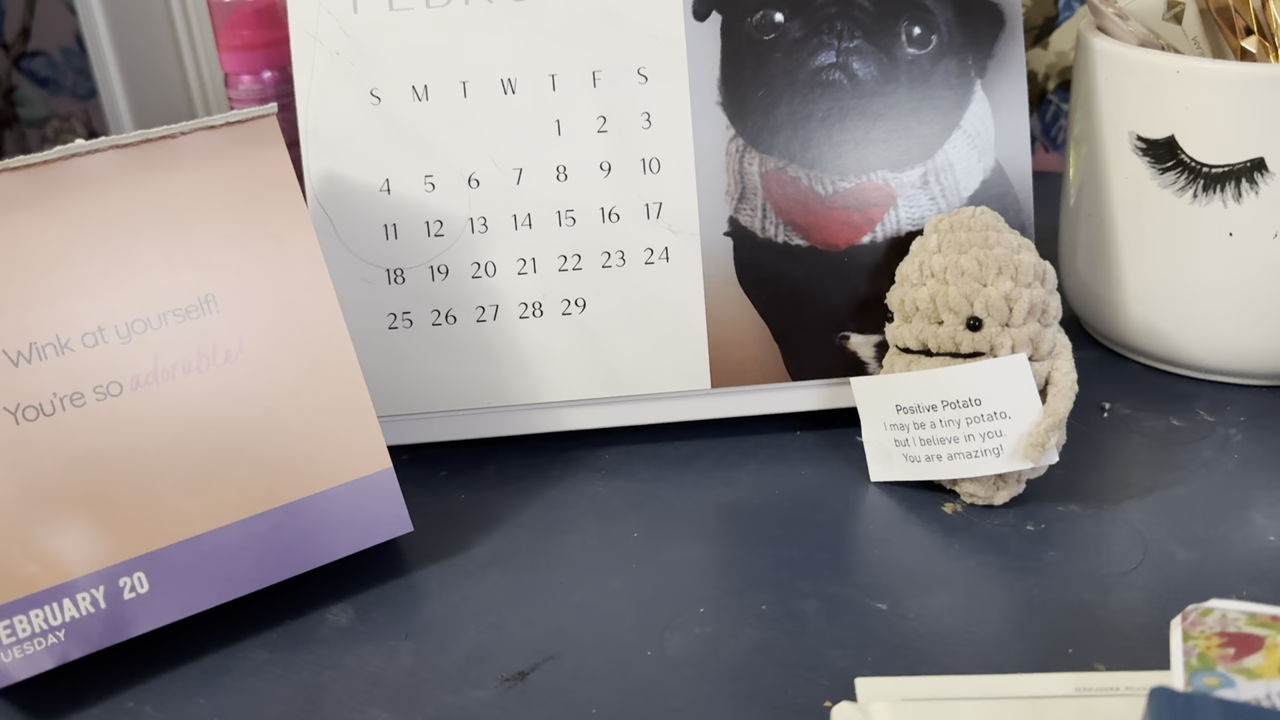 Wink at yourself!
You're so adorable!
EBRUARY 20
UESDAY
S M T W T F S
1 2 3
4 5 6 7 8 9 10
11 12 13 14 15 16 17
18 19 20 21 22 23 24
25 26 27 28 29
Positive Potato
I may be a tiny potato,
but I believe in you.
You are amazing!